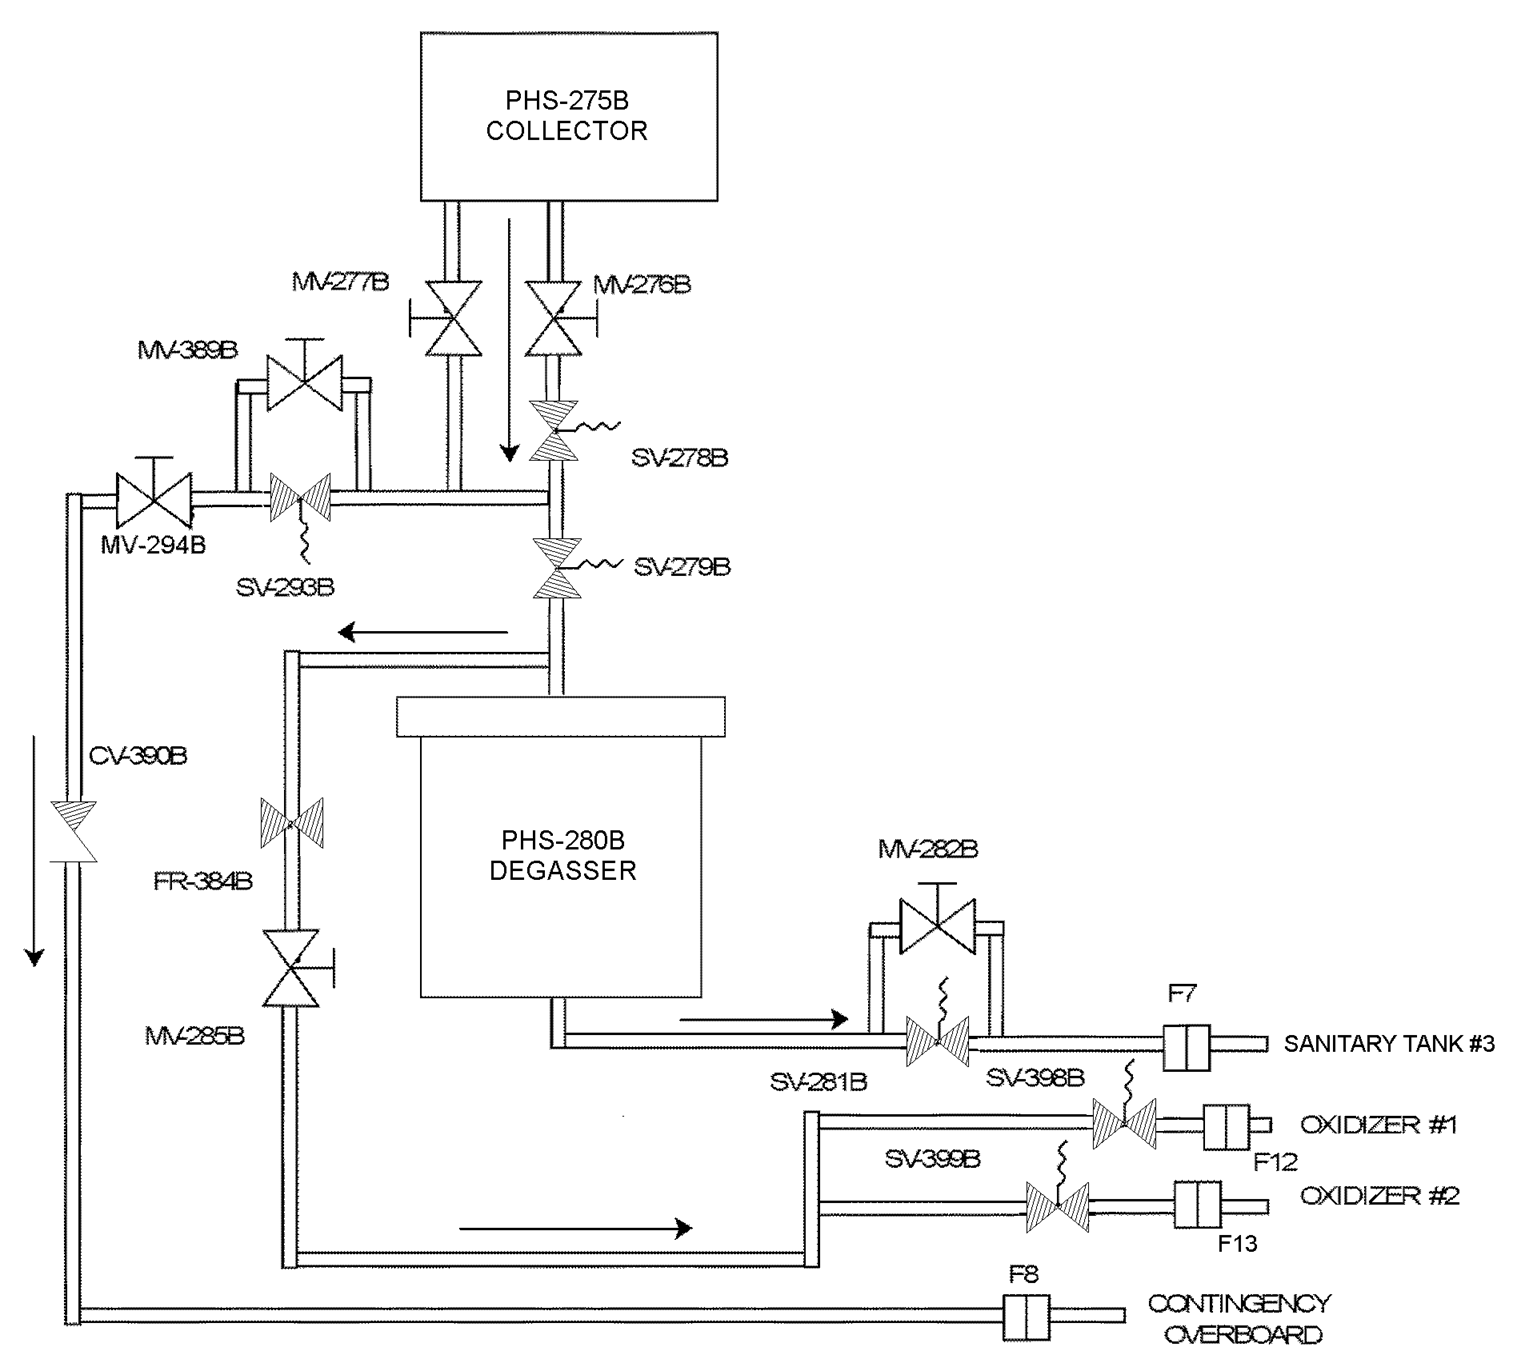 PHS-275B
COLLECTOR
MV-277B
MV-276B
MV-389B
SV-278B
MV-294B
SV-293B
SV-279B
CV-390B
PHS-280B
DEGASSER
MV-282B
FR-384B
F7
MV-285B
SANITARY TANK #3
SV-281B
SV-398B
OXIDIZER #1
SV-399B
F12
OXIDIZER #2
F13
F8
CONTINGENCY
OVERBOARD